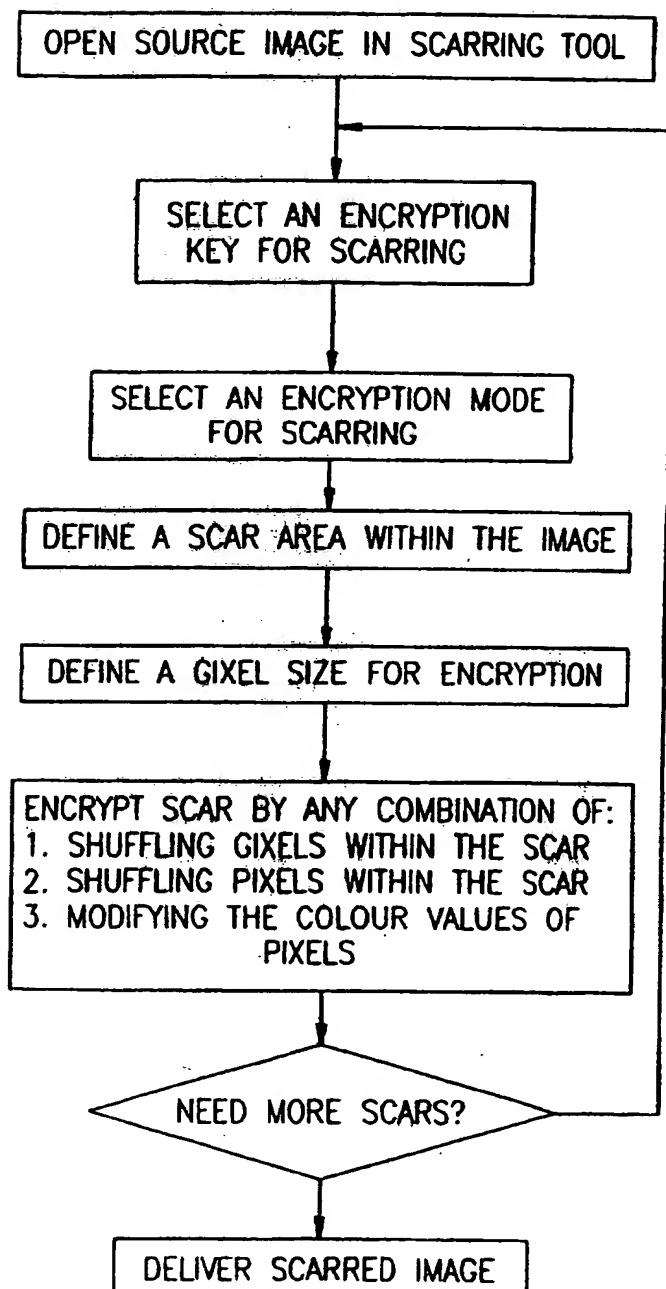 OPEN SOURCE IMAGE IN SCARRING TOOL
SELECT AN ENCRYPTION
KEY FOR SCARRING
SELECT AN ENCRYPTION MODE
FOR SCARRING
DEFINE A SCAR AREA WITHIN THE IMAGE
DEFINE A GIXEL SIZE FOR ENCRYPTION
ENCRYPT SCAR BY ANY COMBINATION OF:
1. SHUFFLING GIXELS WITHIN THE SCAR
2. SHUFFLING PIXELS WITHIN THE SCAR
3. MODIFYING THE COLOUR VALUES OF
PIXELS
NEED MORE SCARS?
DELIVER SCARRED IMAGE